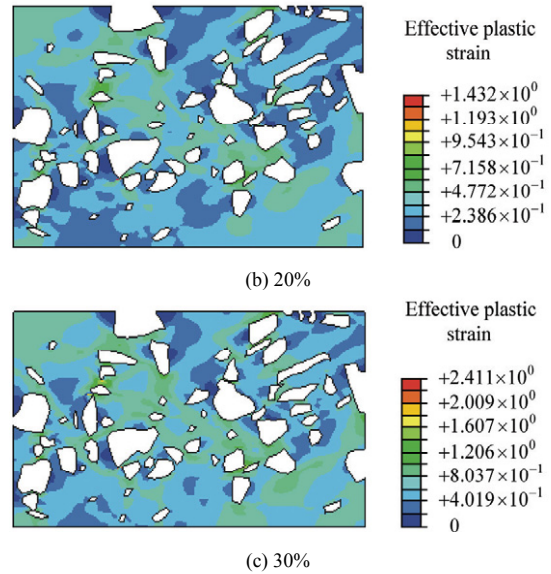 Effective plastic
strain
+1.432×10⁰
+1.193×10⁰
+9.543×10⁻¹
+7.158×10⁻¹
+4.772×10⁻¹
+2.386×10⁻¹
0
(b) 20%
Effective plastic
strain
+2.411×10⁰
+2.009×10⁰
+1.607×10⁰
+1.206×10⁰
+8.037×10⁻¹
+4.019×10⁻¹
0
(c) 30%